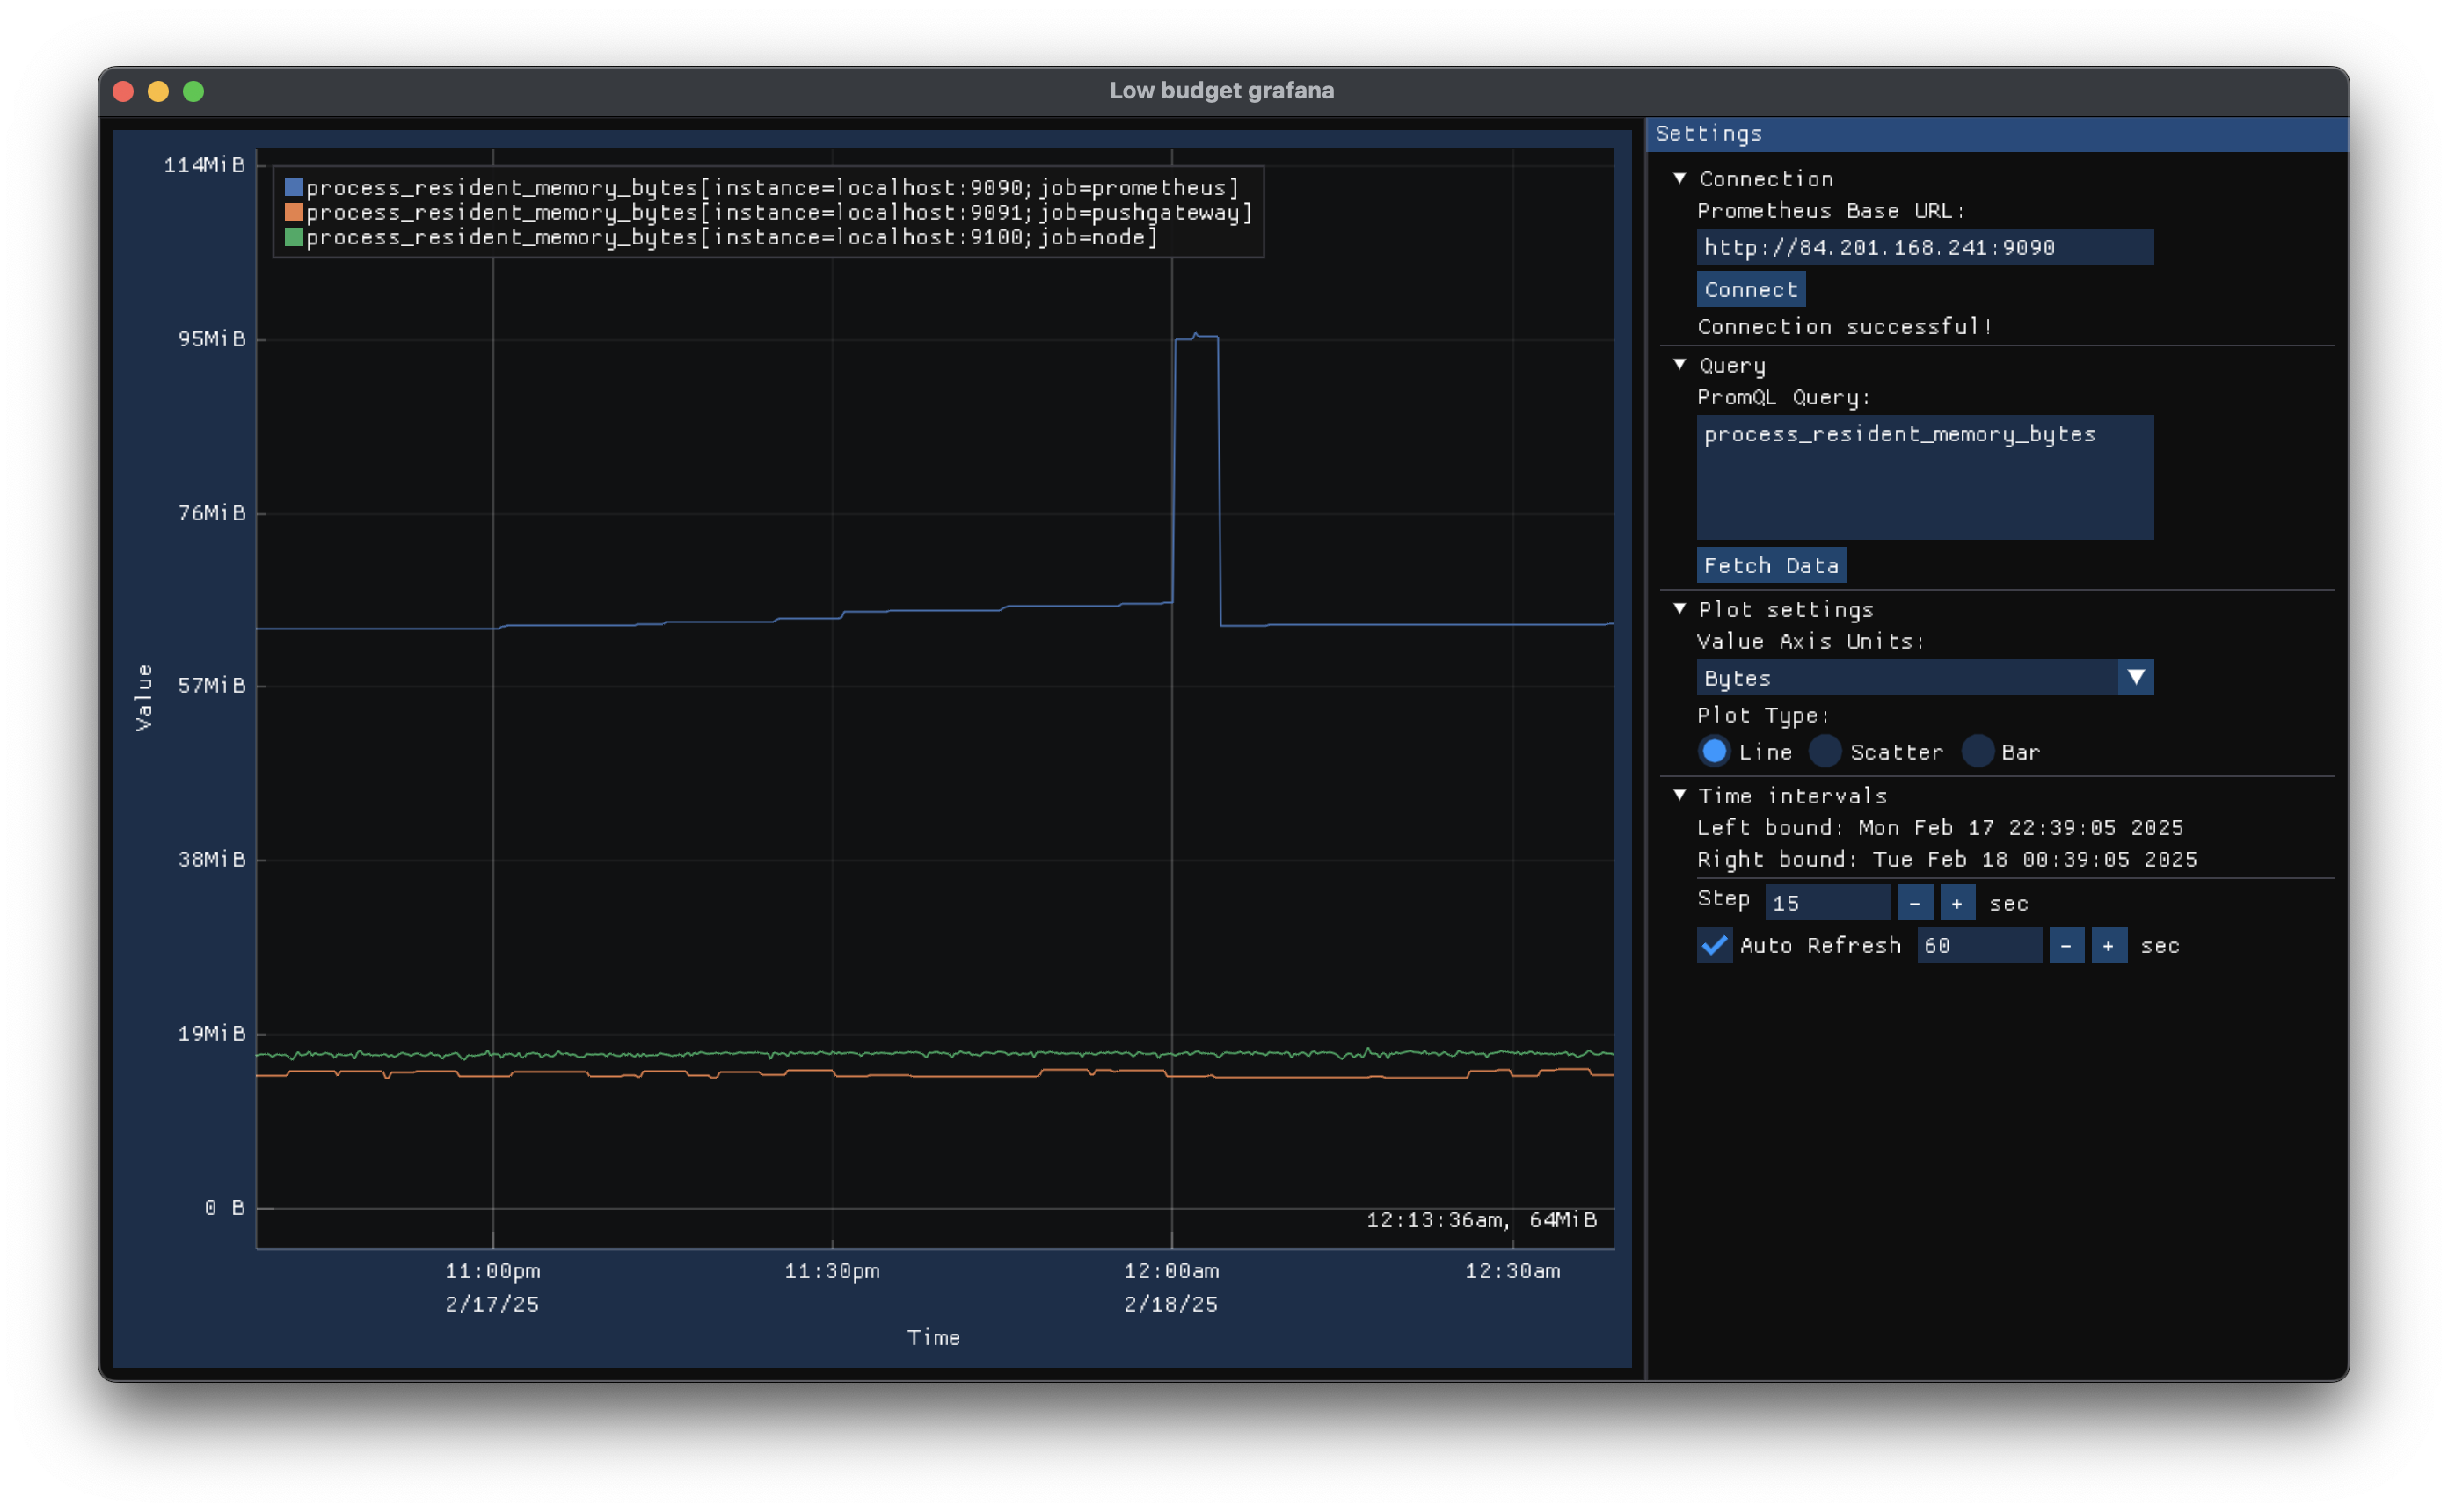 Low budget grafana
114MiB
95MiB
76MiB
57MiB
38MiB
19MiB
0 B
Value
process_resident_memory_bytes[instance=localhost:9090;job=prometheus]
process_resident_memory_bytes[instance=localhost:9091;job=pushgateway]
process_resident_memory_bytes[instance=localhost:9100;job=node]
12:13:36am, 64MiB
11:00pm 11:30pm 12:00am 12:30am
2/17/25 2/18/25
Time
Settings
Connection
Prometheus Base URL:
http://84.201.168.241:9090
Connect
Connection successful!
Query
PromQL Query:
process_resident_memory_bytes
Fetch Data
Plot settings
Value Axis Units:
Bytes
Plot Type:
Line Scatter Bar
Time intervals
Left bound: Mon Feb 17 22:39:05 2025
Right bound: Tue Feb 18 00:39:05 2025
Step 15 - + sec
Auto Refresh 60 - + sec